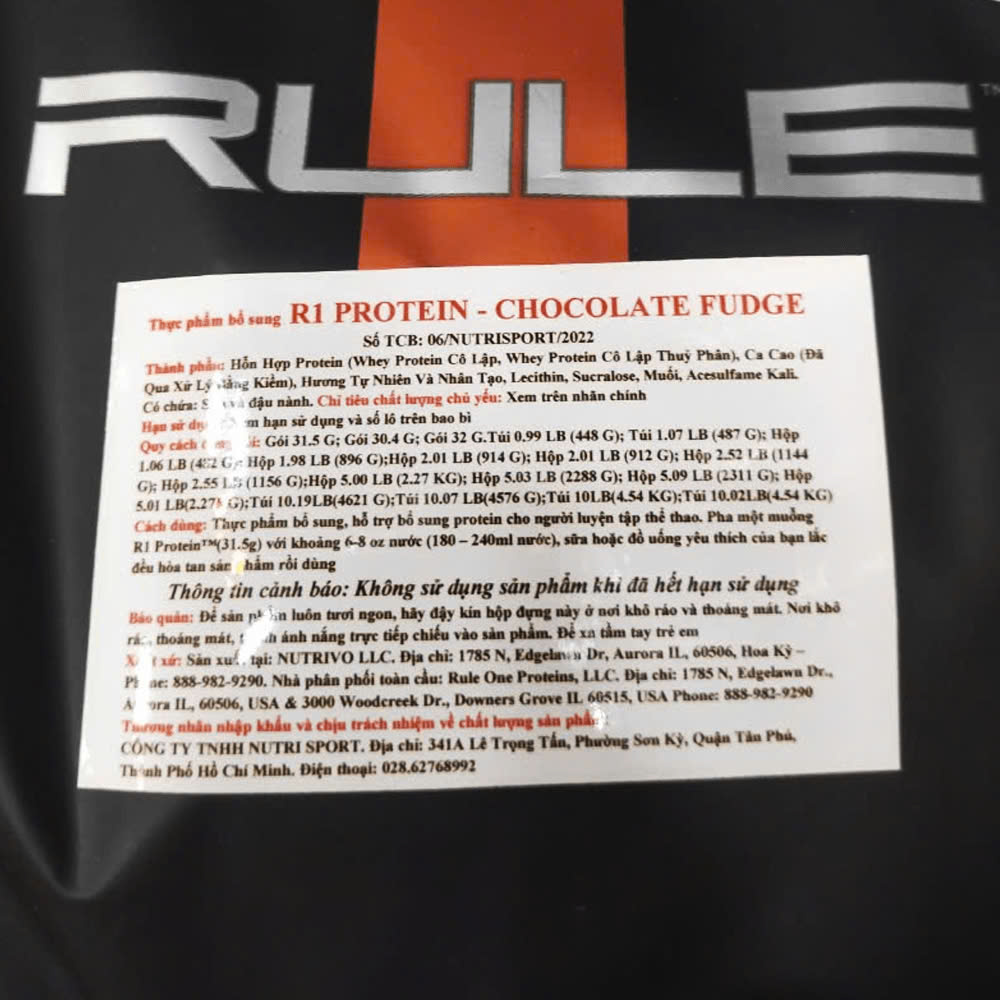 RULE
TM
Thực phẩm bổ sung R1 PROTEIN - CHOCOLATE FUDGE
Số TCB: 06/NUTRISPORT/2022
Thành phần: Hỗn Hợp Protein (Whey Protein Cô Lập, Whey Protein Cô Lập Thuỷ Phân), Ca Cao (Đã
Qua Xử Lý Kiềm), Hương Tự Nhiên Và Nhân Tạo, Lecithin, Sucralose, Muối, Acesulfame Kali.
Có chứa: và đậu nành. Chỉ tiêu chất lượng chủ yếu: Xem trên nhãn chính
Hạn sử hạn sử dụng và số lô trên bao bì
Quy cách Gói 31.5 G; Gói 30.4 G; Gói 32 G.Túi 0.99 LB (448 G); Túi 1.07 LB (487 G); Hộp
1.06 LB Hộp 1.98 LB (896 G);Hộp 2.01 LB (914 G); Hộp 2.01 LB (912 G); Hộp 2.52 LB (1144
G); Hộp 2.55 LB (1156 G);Hộp 5.00 LB (2.27 KG); Hộp 5.03 LB (2288 G); Hộp 5.09 LB (2311 G); Hộp
5.01 G);Túi 10.19LB(4621 G);Túi 10.07 LB(4576 G);Túi 10LB(4.54 KG);Túi 10.02LB(4.54 KG)
Cách dùng: Thực phẩm bổ sung, hỗ trợ bổ sung protein cho người luyện tập thể thao. Pha một muỗng
R1 Protein™(31.5g) với khoảng 6-8 oz nước (180 – 240ml nước), sữa hoặc đồ uống yêu thích của bạn lắc
đều hòa tan sản phẩm rồi dùng
Thông tin cảnh báo: Không sử dụng sản phẩm khi đã hết hạn sử dụng
Bảo quản: Để sản phẩm luôn tươi ngon, hãy đậy kín hộp đựng này ở nơi khô ráo và thoáng mát. Nơi khô
thoáng mát, ánh nắng trực tiếp chiếu vào sản phẩm. Để xa tầm tay trẻ em
xứ: Sản xuất tại: NUTRIVO LLC. Địa chỉ: 1785 N, Edgelawn Dr, Aurora IL, 60506, Hoa Kỳ –
Phone: 888-982-9290. Nhà phân phối toàn cầu: Rule One Proteins, LLC. Địa chỉ: 1785 N, Edgelawn Dr.,
Aurora IL, 60506, USA & 3000 Woodcreek Dr., Downers Grove IL 60515, USA Phone: 888-982-9290
Thương nhân nhập khẩu và chịu trách nhiệm về chất lượng sản phẩm:
CÔNG TY TNHH NUTRI SPORT. Địa chỉ: 341A Lê Trọng Tấn, Phường Sơn Kỳ, Quận Tân Phú,
Thành Phố Hồ Chí Minh. Điện thoại: 028.62768992